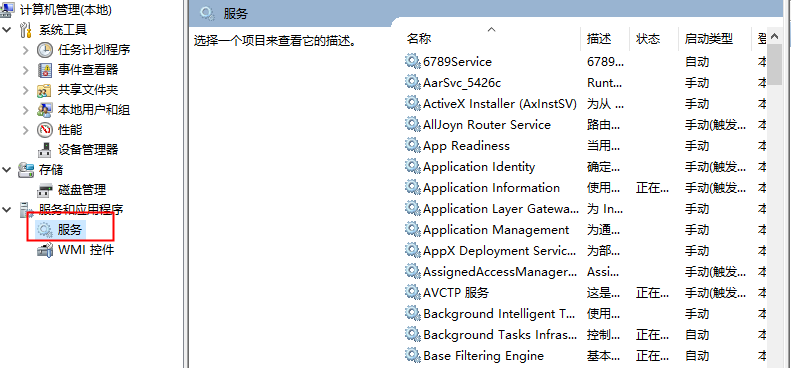 计算机管理(本地)
系统工具
任务计划程序
事件查看器
共享文件夹
本地用户和组
性能
设备管理器
存储
磁盘管理
服务和应用程序
服务
WMI 控件
服务
选择一个项目来查看它的描述。
名称 描述 状态 启动类型
6789Service 6789... 自动
AarSvc_5426c Runt... 手动
ActiveX Installer (AxInstSV) 为从... 手动
AllJoyn Router Service 路由... 手动(触发...
App Readiness 当用... 手动
Application Identity 确定... 手动(触发...
Application Information 使用... 正在... 手动(触发...
Application Layer Gatewa... 为 In... 手动
Application Management 为通... 手动
AppX Deployment Servic... 为部... 手动
AssignedAccessManager... Assi... 手动(触发...
AVCTP 服务 这是... 正在... 手动(触发...
Background Intelligent T... 使用... 手动
Background Tasks Infras... 控制... 正在... 自动
Base Filtering Engine 基本... 正在... 自动